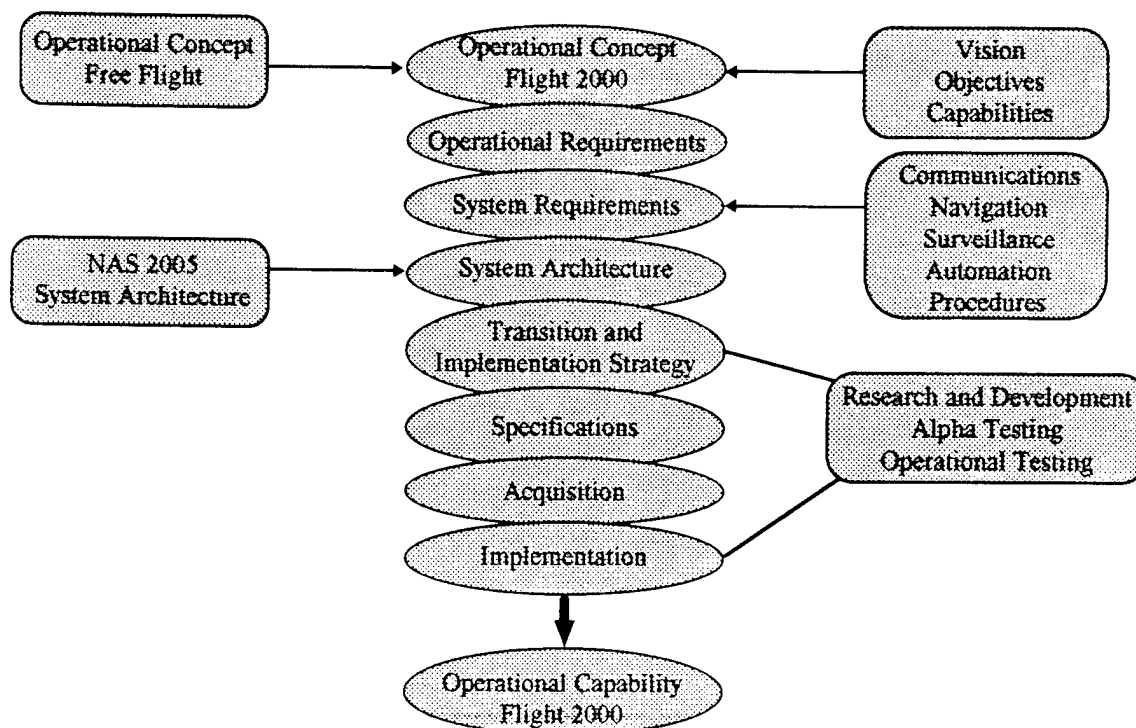 Operational Concept
Free Flight
Operational Concept
Flight 2000
Vision
Objectives
Capabilities
Operational Requirements
System Requirements
Communications
Navigation
Surveillance
Automation
Procedures
NAS 2005
System Architecture
System Architecture
Transition and
Implementation Strategy
Research and Development
Alpha Testing
Operational Testing
Specifications
Acquisition
Implementation
Operational Capability
Flight 2000